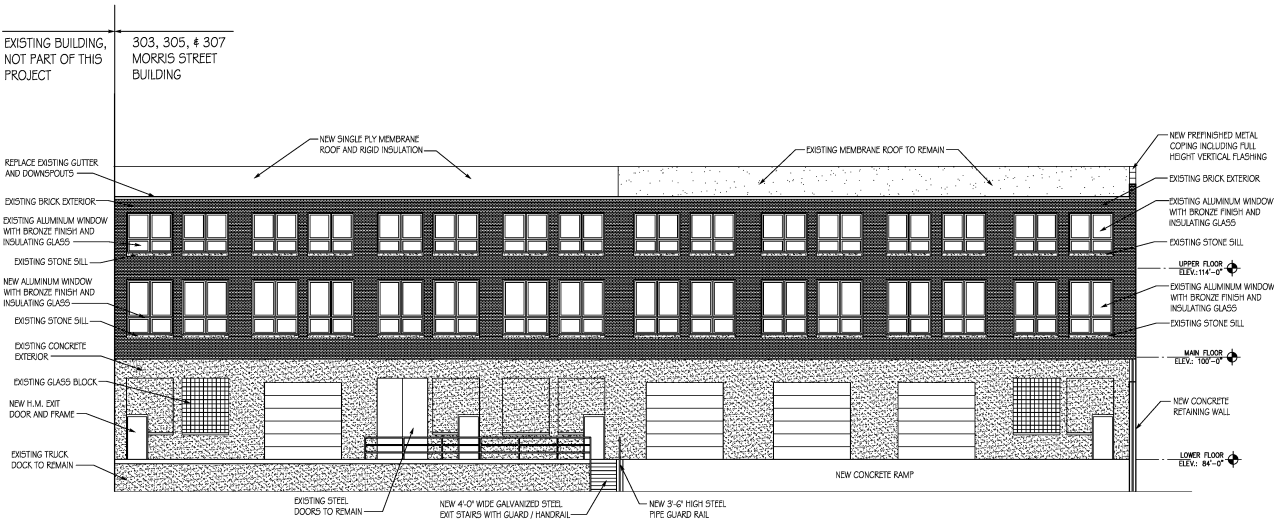 EXISTING BUILDING,
NOT PART OF THIS
PROJECT
303, 305, & 307
MORRIS STREET
BUILDING
NEW SINGLE PLY MEMBRANE
ROOF AND RIGID INSULATION
EXISTING MEMBRANE ROOF TO REMAIN
NEW PREFINISHED METAL
COPING INCLUDING FULL
HEIGHT VERTICAL FLASHING
REPLACE EXISTING GUTTER
AND DOWNSPOUTS
EXISTING BRICK EXTERIOR
EXISTING ALUMINUM WINDOW
WITH BRONZE FINISH AND
INSULATING GLASS
EXISTING STONE SILL
NEW ALUMINUM WINDOW
WITH BRONZE FINISH AND
INSULATING GLASS
EXISTING STONE SILL
EXISTING CONCRETE
EXTERIOR
EXISTING GLASS BLOCK
NEW H.M. EXIT
DOOR AND FRAME
EXISTING TRUCK
DOCK TO REMAIN
EXISTING BRICK EXTERIOR
EXISTING ALUMINUM WINDOW
WITH BRONZE FINISH AND
INSULATING GLASS
EXISTING STONE SILL
UPPER FLOOR
ELEV.: 114'-0"
EXISTING ALUMINUM WINDOW
WITH BRONZE FINISH AND
INSULATING GLASS
EXISTING STONE SILL
MAIN FLOOR
ELEV.: 100'-0"
NEW CONCRETE
RETAINING WALL
LOWER FLOOR
ELEV.: 84'-0"
NEW CONCRETE RAMP
EXISTING STEEL
DOORS TO REMAIN
NEW 4'-0" WIDE GALVANIZED STEEL
EXIT STAIRS WITH GUARD / HANDRAIL
NEW 3'-6" HIGH STEEL
PIPE GUARD RAIL